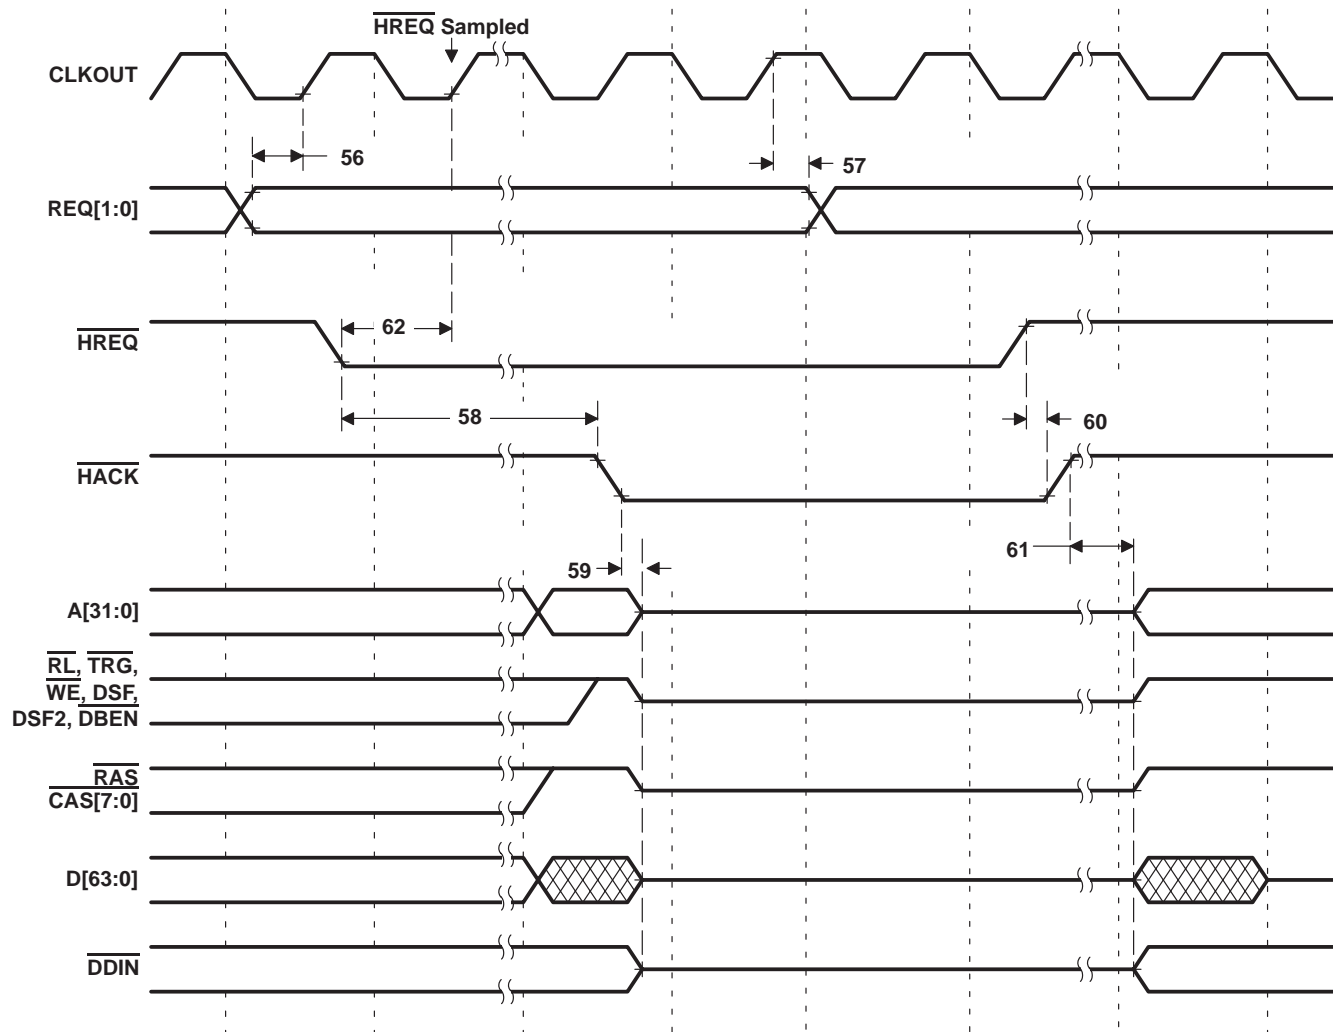 HREQ Sampled
CLKOUT
56
57
REQ[1:0]
62
HREQ
58
60
HACK
61
59
A[31:0]
RL, TRG,
WE, DSF,
DSF2, DBEN
RAS
CAS[7:0]
D[63:0]
DDIN